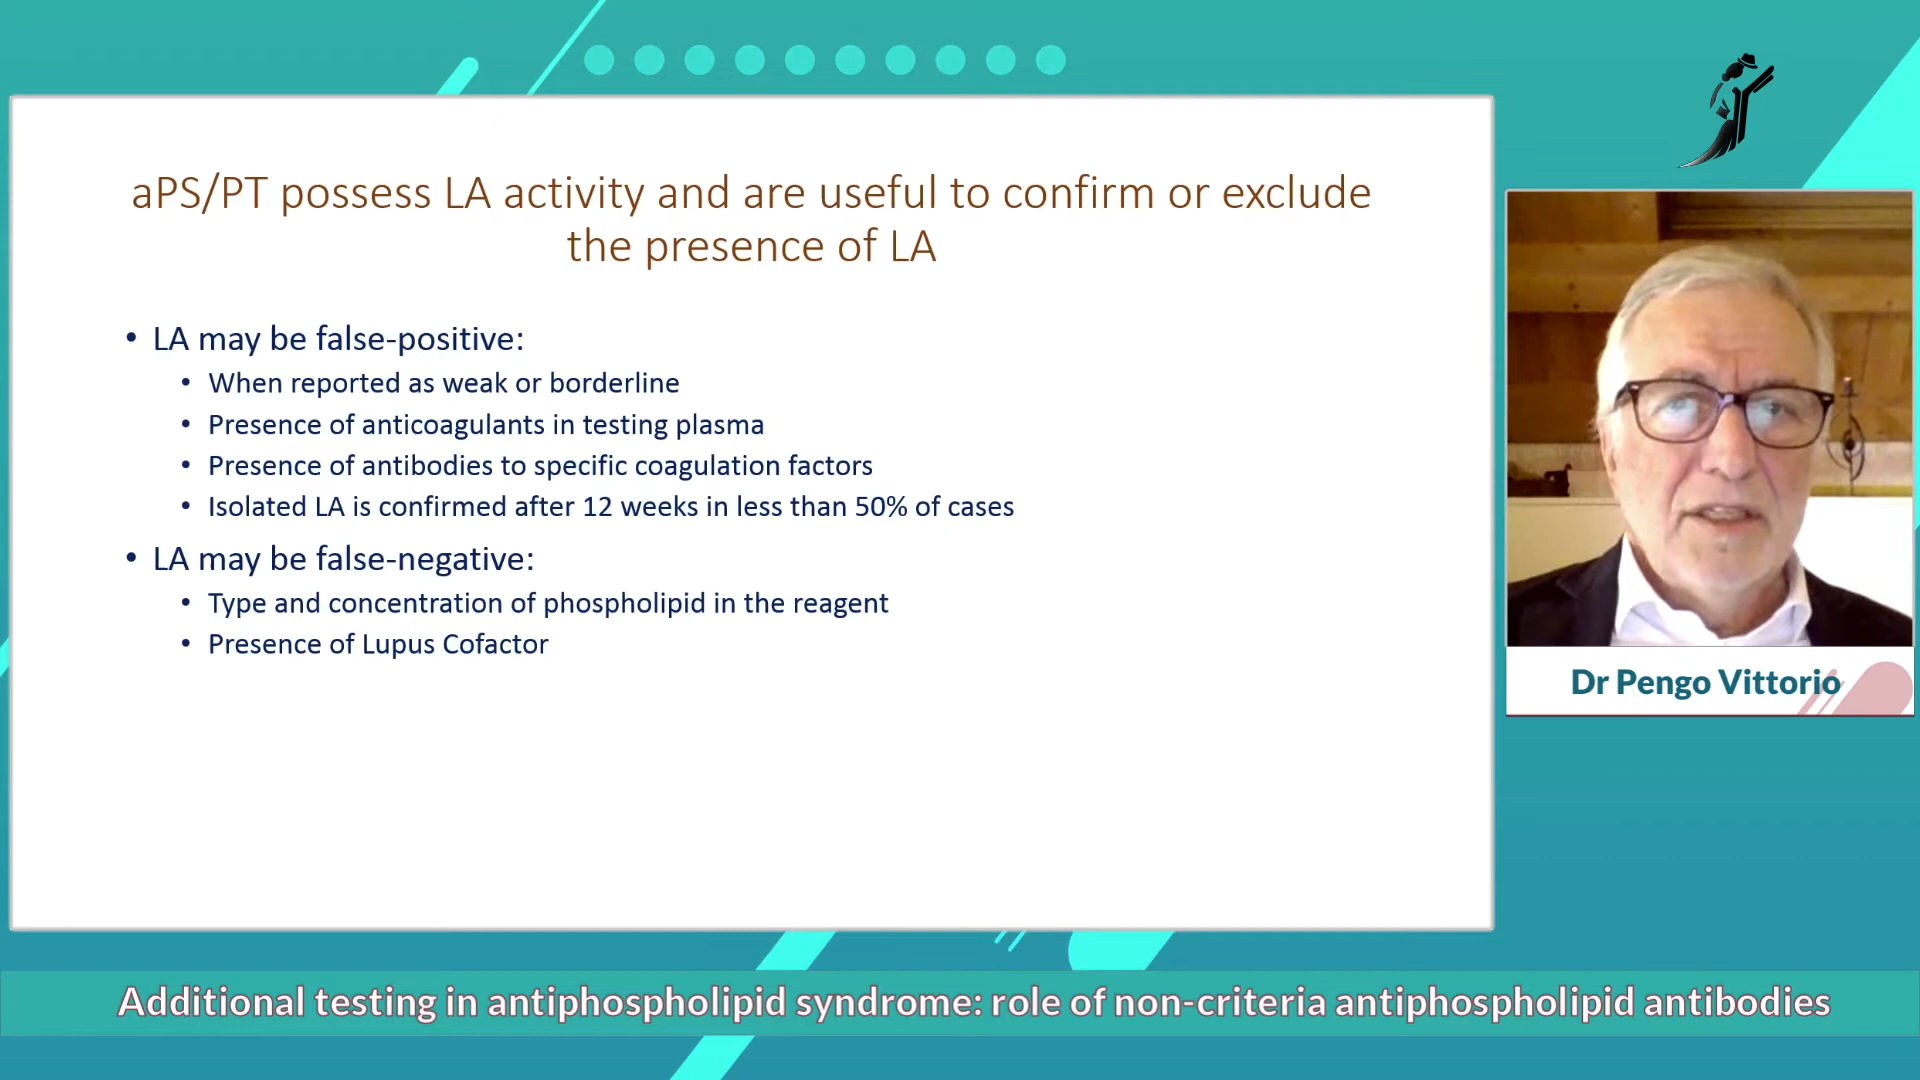 aPS/PT possess LA activity and are useful to confirm or exclude
the presence of LA
• LA may be false-positive:
• When reported as weak or borderline
• Presence of anticoagulants in testing plasma
• Presence of antibodies to specific coagulation factors
• Isolated LA is confirmed after 12 weeks in less than 50% of cases
• LA may be false-negative:
• Type and concentration of phospholipid in the reagent
• Presence of Lupus Cofactor
Dr Pengo Vittorio
Additional testing in antiphospholipid syndrome: role of non-criteria antiphospholipid antibodies